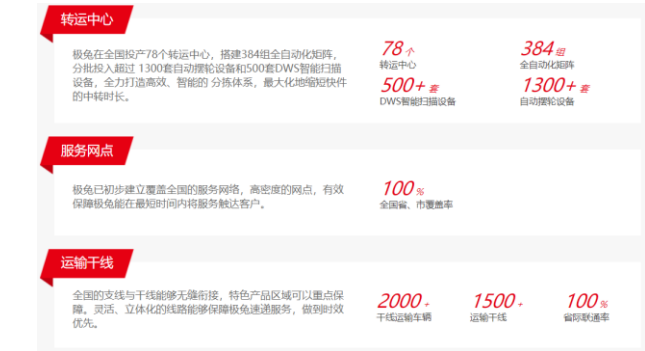 转运中心
极兔在全国投产78个转运中心，搭建384组全自动化矩阵，
分批投入超过 1300套自动摆轮设备和500套DWS智能扫描
设备，全力打造高效、智能的 分拣体系，最大化地缩短快件
的中转时长。
78 个
转运中心
384 组
全自动化矩阵
500+ 套
DWS智能扫描设备
1300+ 套
自动摆轮设备
服务网点
极兔已初步建立覆盖全国的服务网络，高密度的网点，有效
保障极兔能在最短时间内将服务触达客户。
100 %
全国省、市覆盖率
运输干线
全国的支线与干线能够无缝衔接，特色产品区域可以重点保
障。灵活、立体化的线路能够保障极兔速递服务，做到时效
优先。
2000 +
干线运输车辆
1500 +
运输干线
100 %
省际联通率